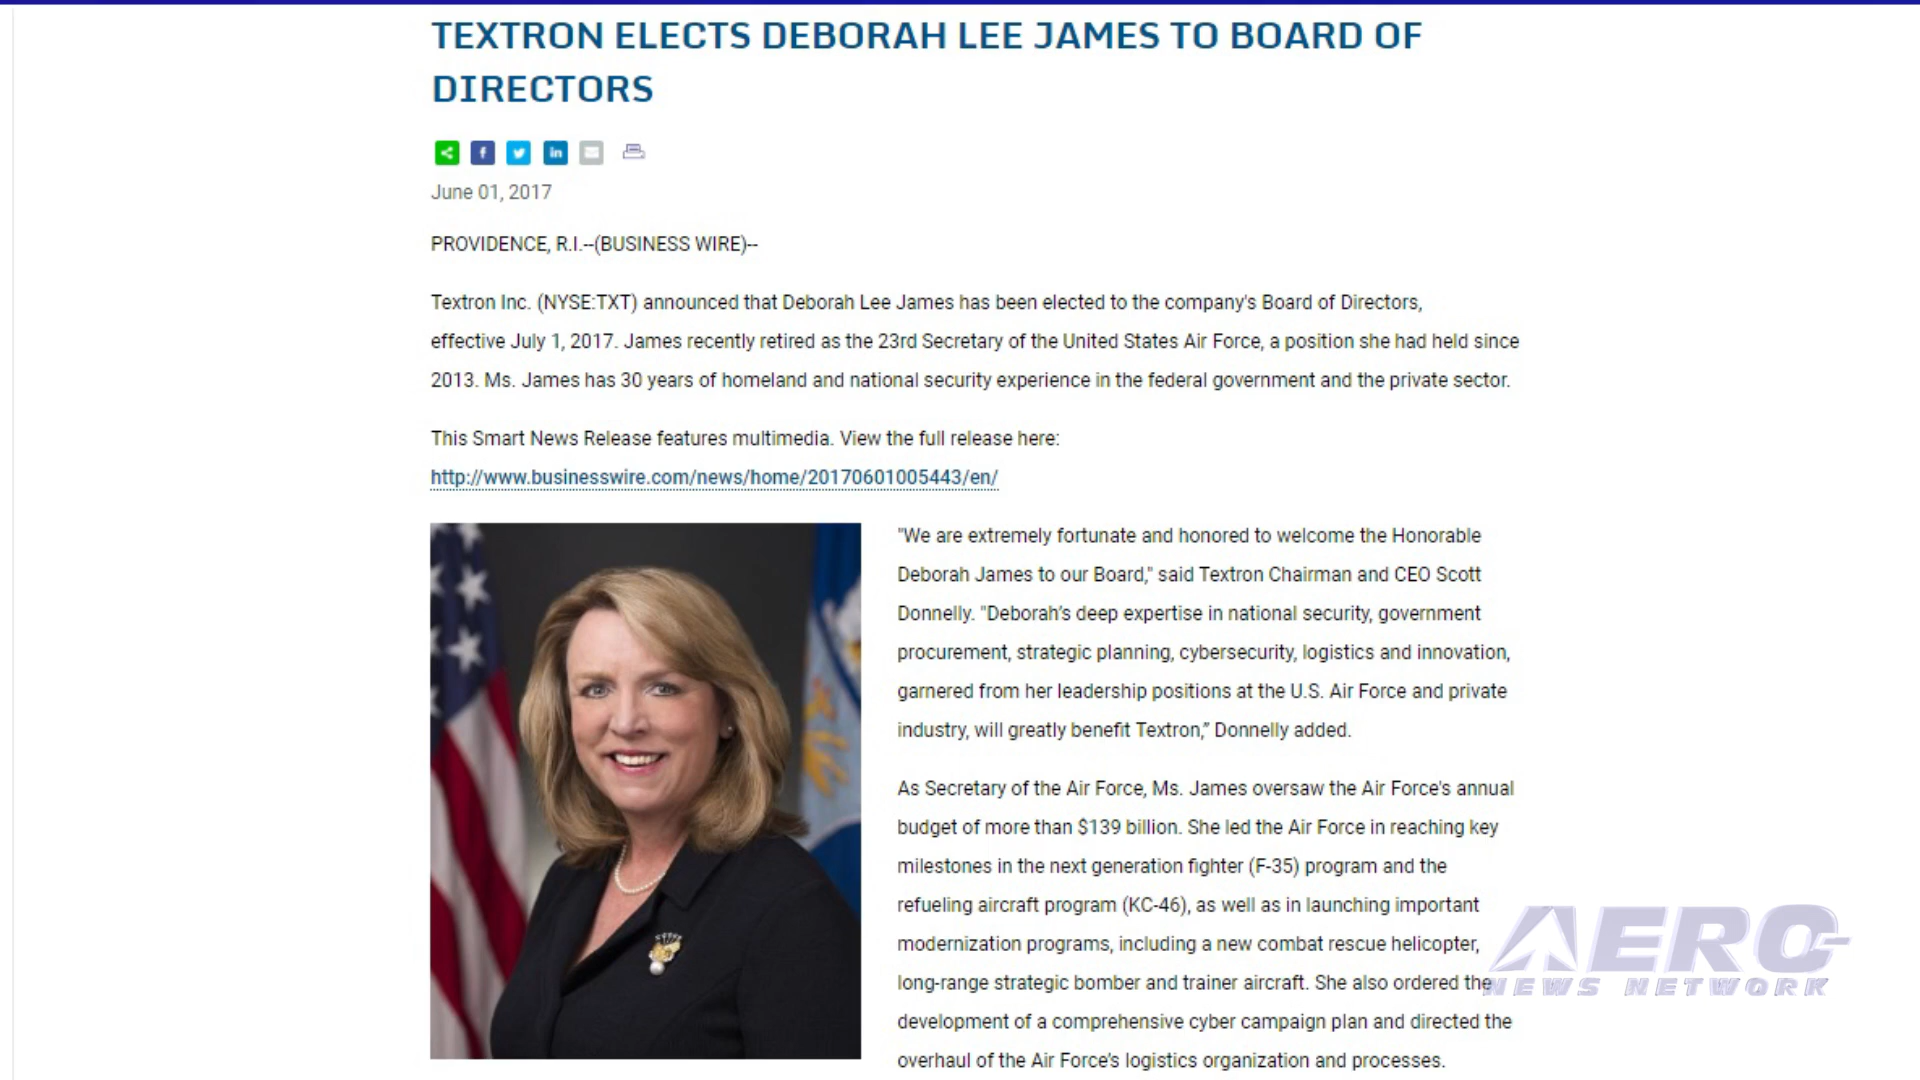 TEXTRON ELECTS DEBORAH LEE JAMES TO BOARD OF
DIRECTORS
June 01, 2017
PROVIDENCE, R.I.--(BUSINESS WIRE)--
Textron Inc. (NYSE:TXT) announced that Deborah Lee James has been elected to the company's Board of Directors,
effective July 1, 2017. James recently retired as the 23rd Secretary of the United States Air Force, a position she had held since
2013. Ms. James has 30 years of homeland and national security experience in the federal government and the private sector.
This Smart News Release features multimedia. View the full release here:
http://www.businesswire.com/news/home/20170601005443/en/
"We are extremely fortunate and honored to welcome the Honorable
Deborah James to our Board," said Textron Chairman and CEO Scott
Donnelly. "Deborah's deep expertise in national security, government
procurement, strategic planning, cybersecurity, logistics and innovation,
garnered from her leadership positions at the U.S. Air Force and private
industry, will greatly benefit Textron,” Donnelly added.
As Secretary of the Air Force, Ms. James oversaw the Air Force's annual
budget of more than $139 billion. She led the Air Force in reaching key
milestones in the next generation fighter (F-35) program and the
refueling aircraft program (KC-46), as well as in launching important
modernization programs, including a new combat rescue helicopter,
long-range strategic bomber and trainer aircraft. She also ordered the
development of a comprehensive cyber campaign plan and directed the
overhaul of the Air Force's logistics organization and processes.
AERO
NEWS NETWORK